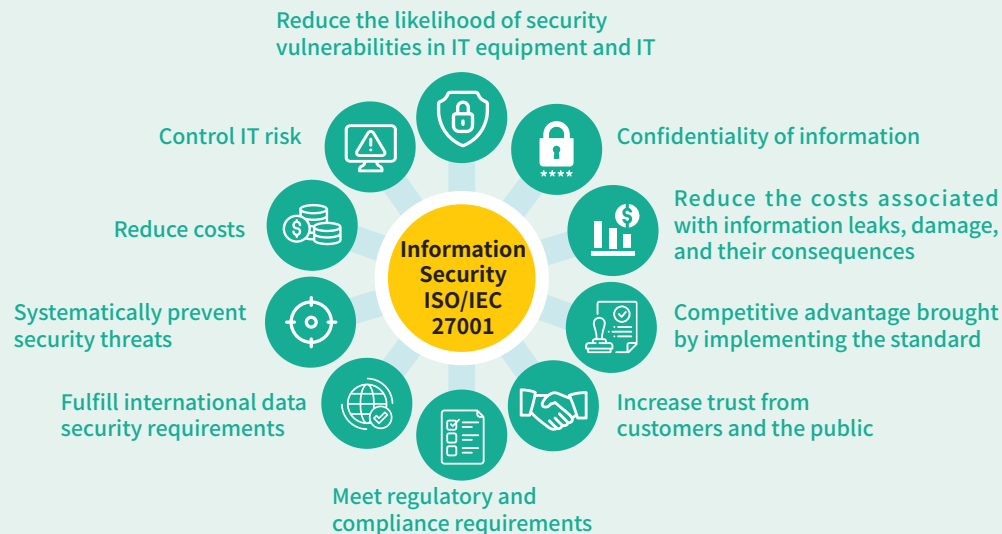 Reduce the likelihood of security
vulnerabilities in IT equipment and IT
Control IT risk
Confidentiality of information
****
Reduce costs
$
Reduce the costs associated
with information leaks, damage,
and their consequences
$
Information
Security
ISO/IEC
27001
Systematically prevent
security threats
Competitive advantage brought
by implementing the standard
Fulfill international data
security requirements
Increase trust from
customers and the public
Meet regulatory and
compliance requirements